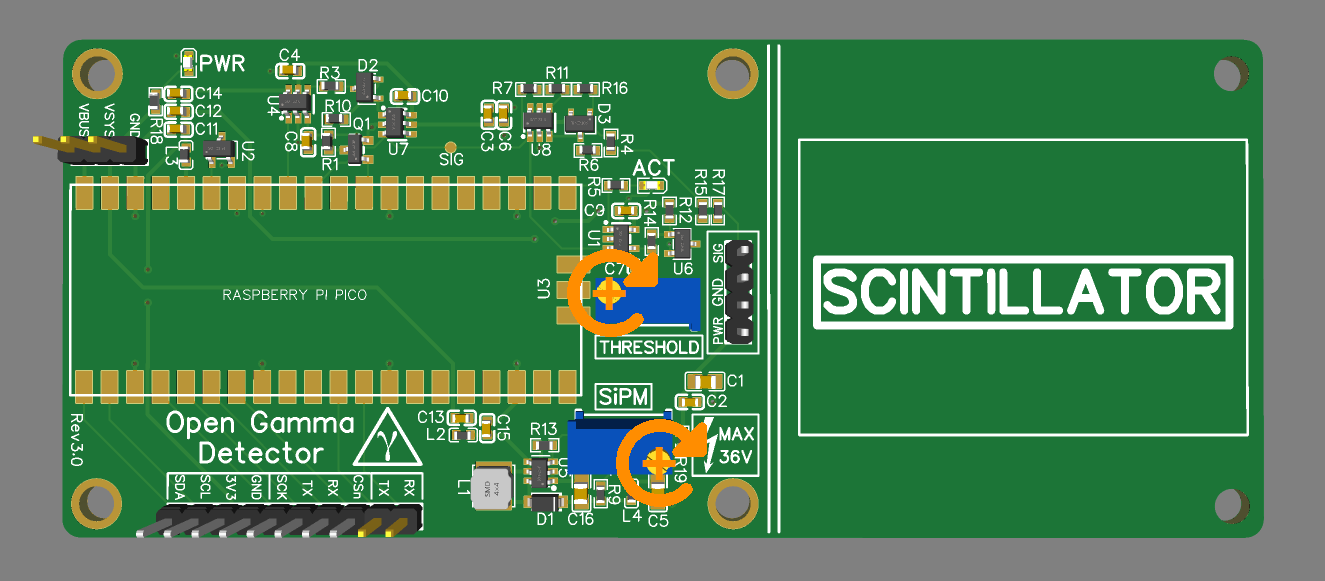 PWR
C4
D2
R3
R7
R11
R16
C14
C12
C11
VBUS
VSYS
GND
R18
L3
U2
U4
R10
C10
Q1
C8
R1
U7
C3
C6
U8
D3
R4
R6
SIG
ACT
R5
R15
R17
C9
R14
R12
U1
U6
C7
U3
RASPBERRY PI PICO
SIG
GND
PWR
THRESHOLD
SCINTILLATOR
SiPM
C1
C2
Rev3.0
Open Gamma
Detector
γ
C13
L2
C15
R13
U5
MAX
36V
R19
SDA
SCL
3V3
GND
SCK
TX
RX
CSn
TX
RX
L1
SMD
4x4
D1
C16
R9
L4
C5